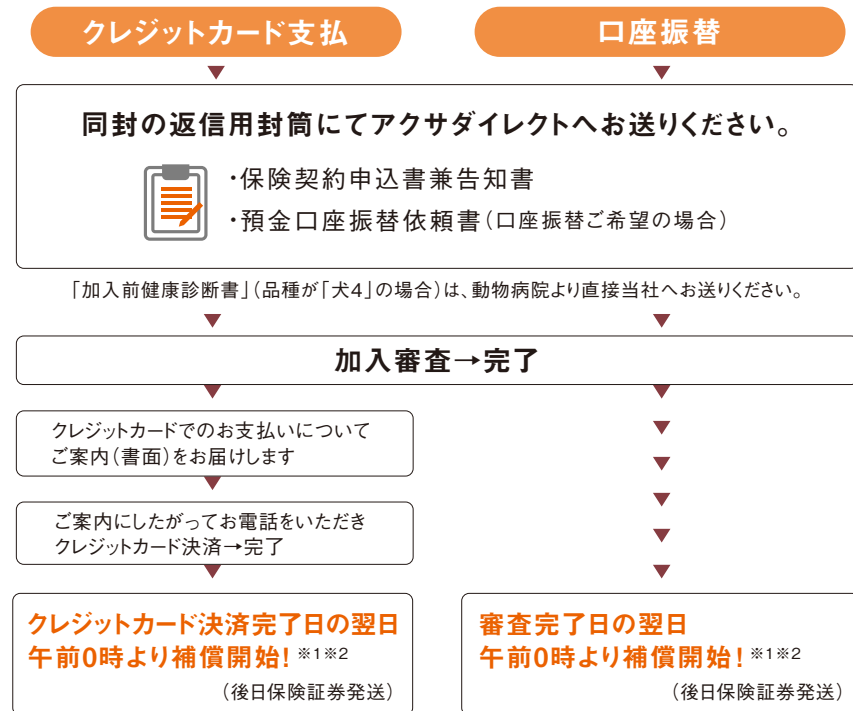 クレジットカード支払
口座振替
同封の返信用封筒にてアクサダイレクトへお送りください。
・保険契約申込書兼告知書
・預金口座振替依頼書（口座振替ご希望の場合）
「加入前健康診断書」（品種が「犬4」の場合）は、動物病院より直接当社へお送りください。
加入審査→完了
クレジットカードでのお支払いについて
ご案内（書面）をお届けします
ご案内にしたがってお電話をいただき
クレジットカード決済→完了
クレジットカード決済完了日の翌日
午前0時より補償開始！※1※2
（後日保険証券発送）
審査完了日の翌日
午前0時より補償開始！※1※2
（後日保険証券発送）